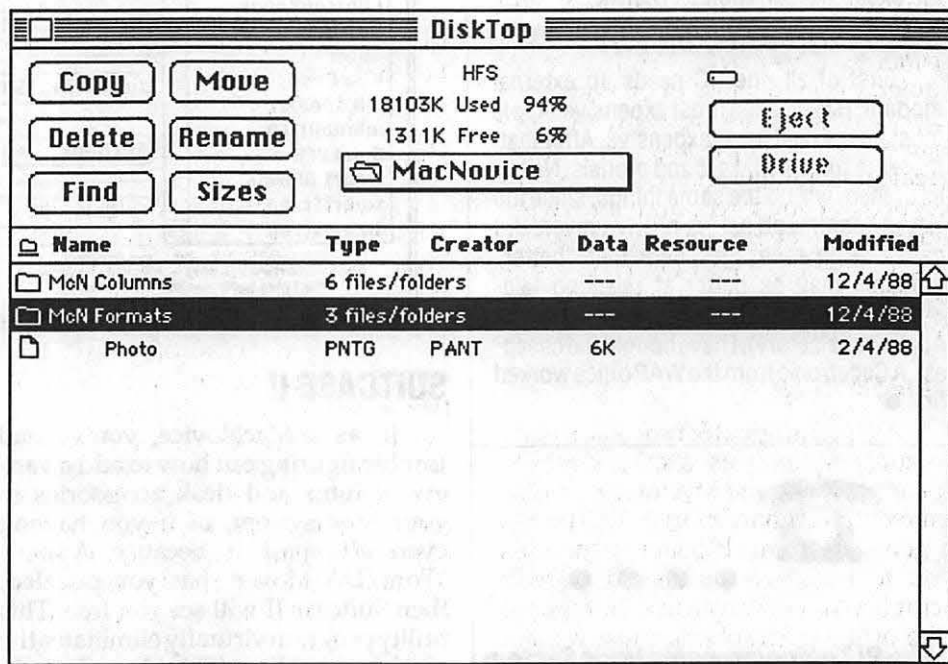 DiskTop
Copy Move
Delete Rename
Find Sizes
HFS
18103K Used 94%
1311K Free 6%
MacNovice
Eject
Drive
Name Type Creator Data Resource Modified
McN Columns 6 files/folders --- --- 12/4/88
McN Formats 3 files/folders --- --- 12/4/88
Photo PNTG PANT 6K 2/4/88